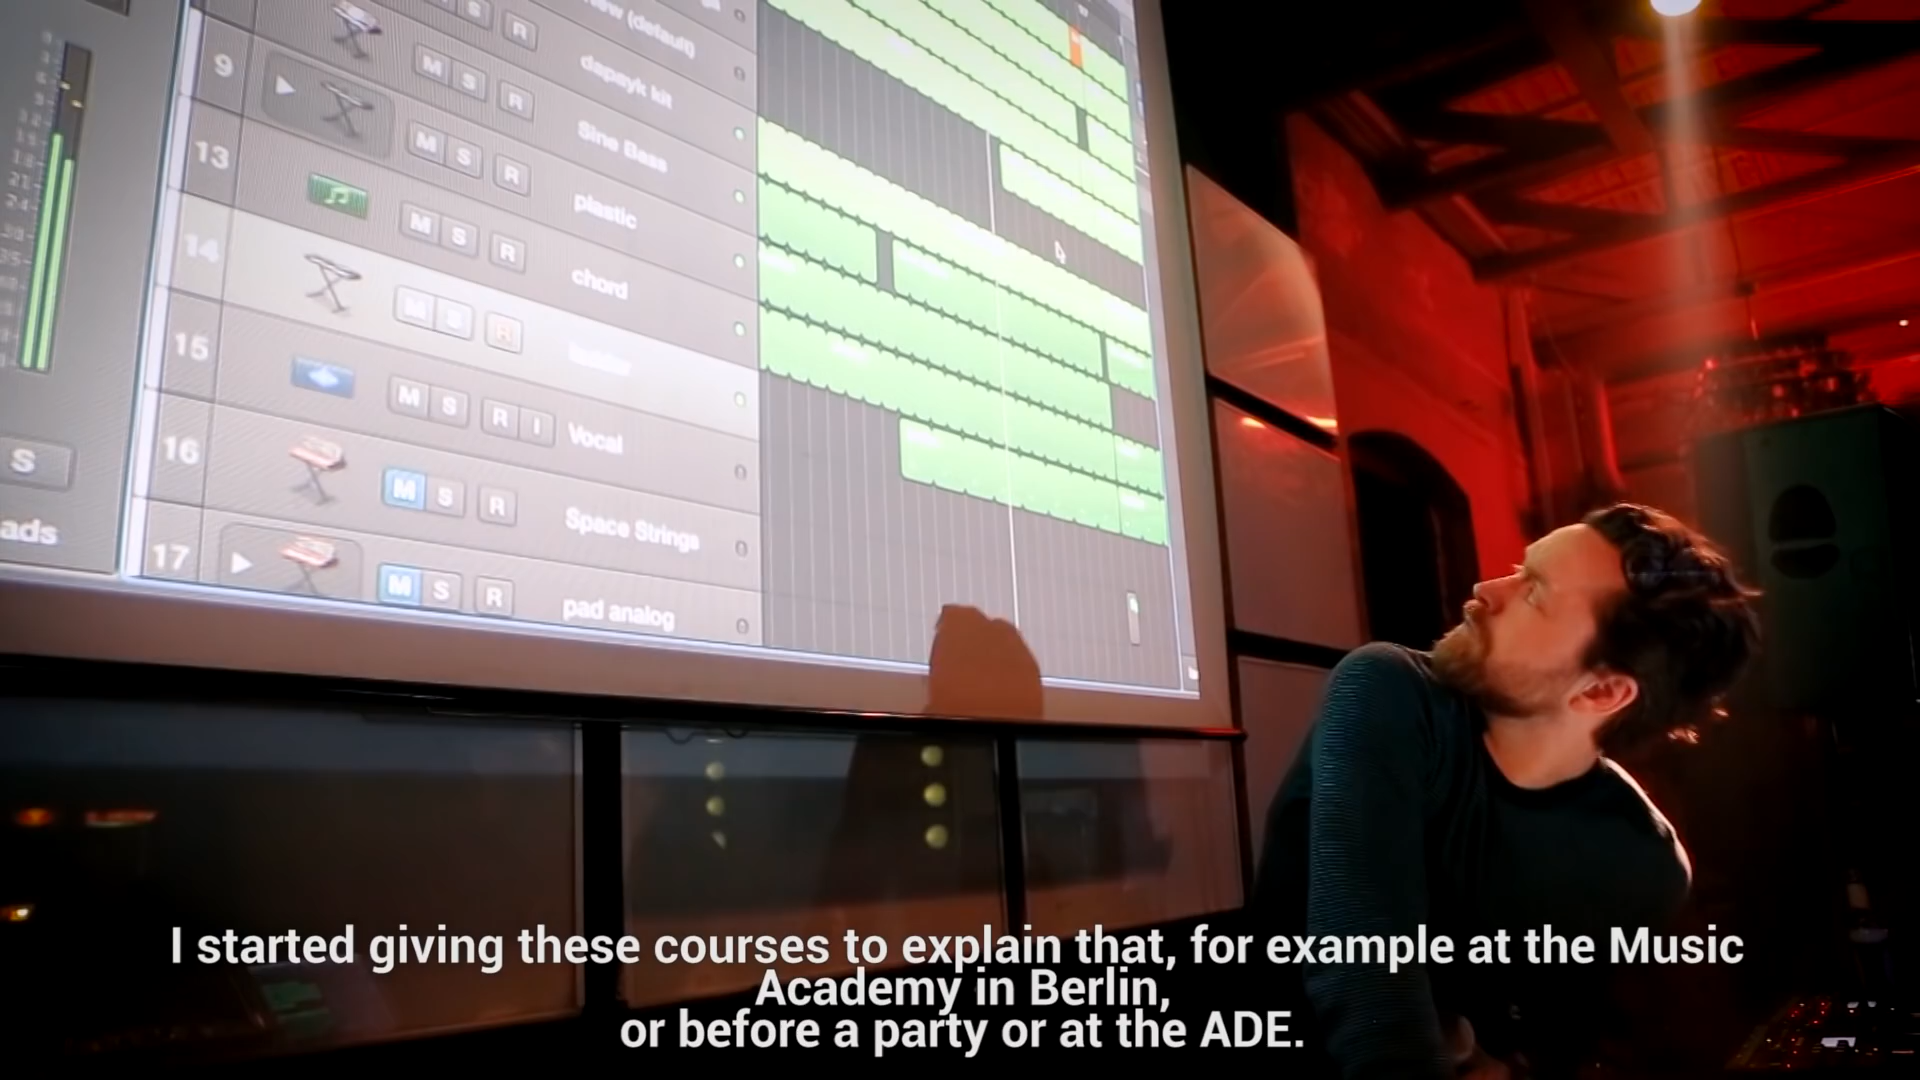 M S R
dapayk kit
9 M S R
Sine Bass
M S R
13 plastic
M S R
chord
14 M S R
15 M S R I
Vocal
16 M S R
Space Strings
17 M S R
pad analog
S
ads
I started giving these courses to explain that, for example at the Music
Academy in Berlin,
or before a party or at the ADE.